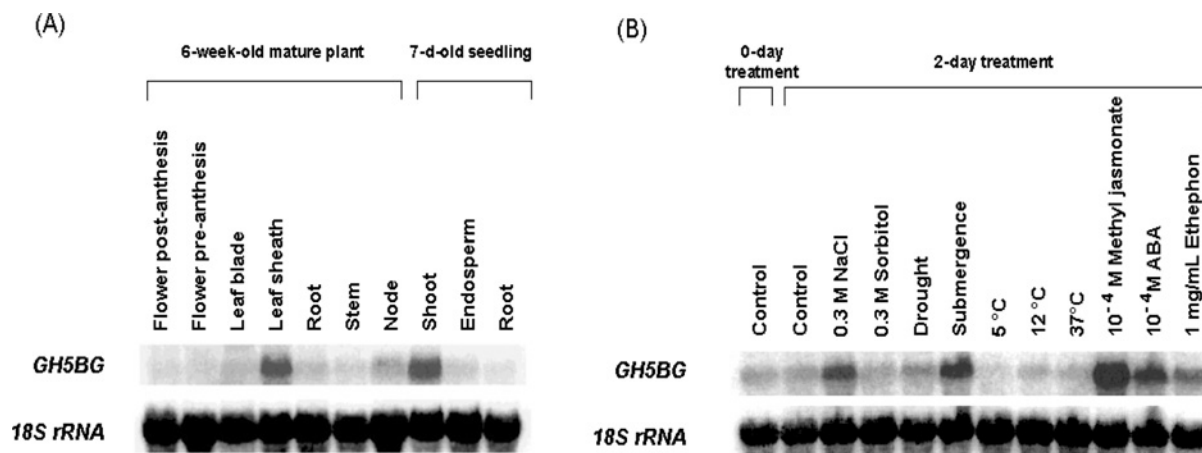 (A)
6-week-old mature plant
7-d-old seedling
Flower post-anthesis
Flower pre-anthesis
Leaf blade
Leaf sheath
Root
Stem
Node
Shoot
Endosperm
Root
GH5BG
18S rRNA
(B)
0-day
treatment
2-day treatment
Control
Control
0.3 M NaCl
0.3 M Sorbitol
Drought
Submergence
5 °C
12 °C
37°C
10⁻⁴ M Methyl jasmonate
10⁻⁴M ABA
1 mg/mL Ethephon
GH5BG
18S rRNA